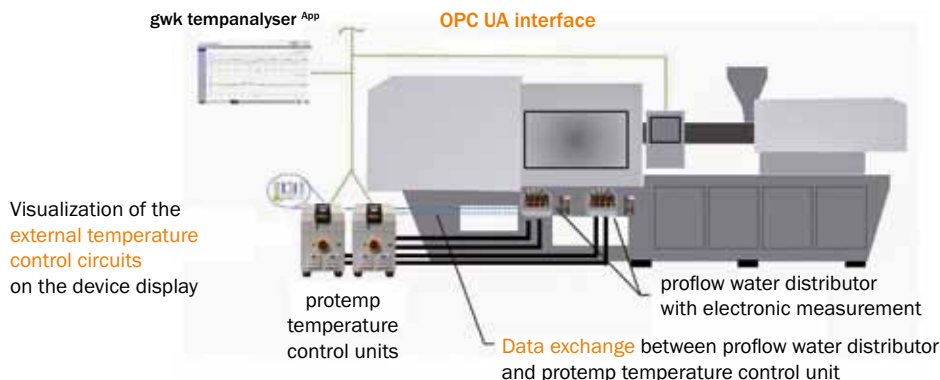 gwk tempanalyser App
OPC UA interface
Visualization of the
external temperature
control circuits
on the device display
protemp
temperature
control units
proflow water distributor
with electronic measurement
Data exchange between proflow water distributor
and protemp temperature control unit